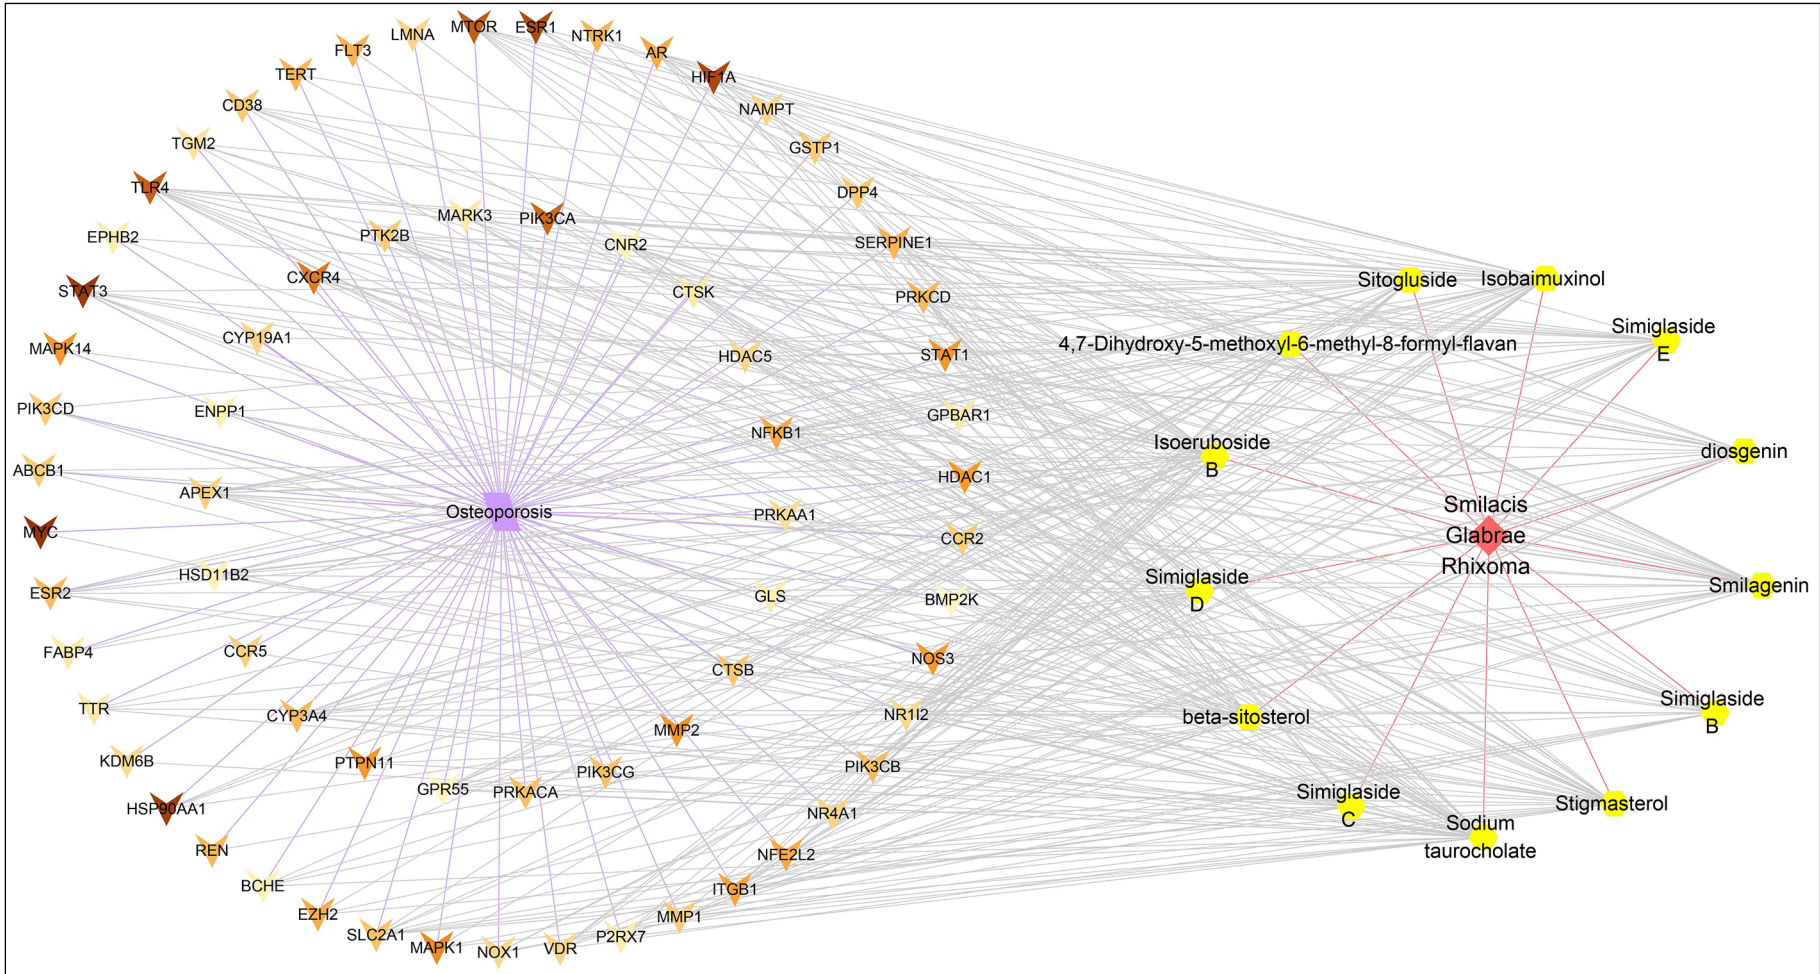 LMNA
MTOR
ESR1
NTRK1
FLT3
AR
TERT
HIF1A
CD38
NAMPT
TGM2
GSTP1
TLR4
DPP4
MARK3
PIK3CA
EPHB2
PTK2B
CNR2
SERPINE1
STAT3
CXCR4
CTSK
PRKCD
MAPK14
CYP19A1
HDAC5
STAT1
PIK3CD
ENPP1
NFKB1
GPBAR1
ABCB1
APEX1
HDAC1
Osteoporosis
PRKAA1
MYC
CCR2
HSD11B2
ESR2
GLS
BMP2K
FABP4
CCR5
CTSB
NOS3
TTR
CYP3A4
MMP2
NR1I2
KDM6B
PTPN11
GPR55
PRKACA
PIK3CG
PIK3CB
HSP90AA1
NR4A1
REN
NFE2L2
BCHE
ITGB1
EZH2
SLC2A1
MAPK1
NOX1
VDR
P2RX7
MMP1
Sitogluside
Isobaimuxinol
Simiglaside
E
4,7-Dihydroxy-5-methoxyl-6-methyl-8-formyl-flavan
Isoeruboside
B
diosgenin
Smilacis
Glabrae
Rhixoma
Simiglaside
D
Smilagenin
beta-sitosterol
Simiglaside
B
Simiglaside
C
Stigmasterol
Sodium
taurocholate